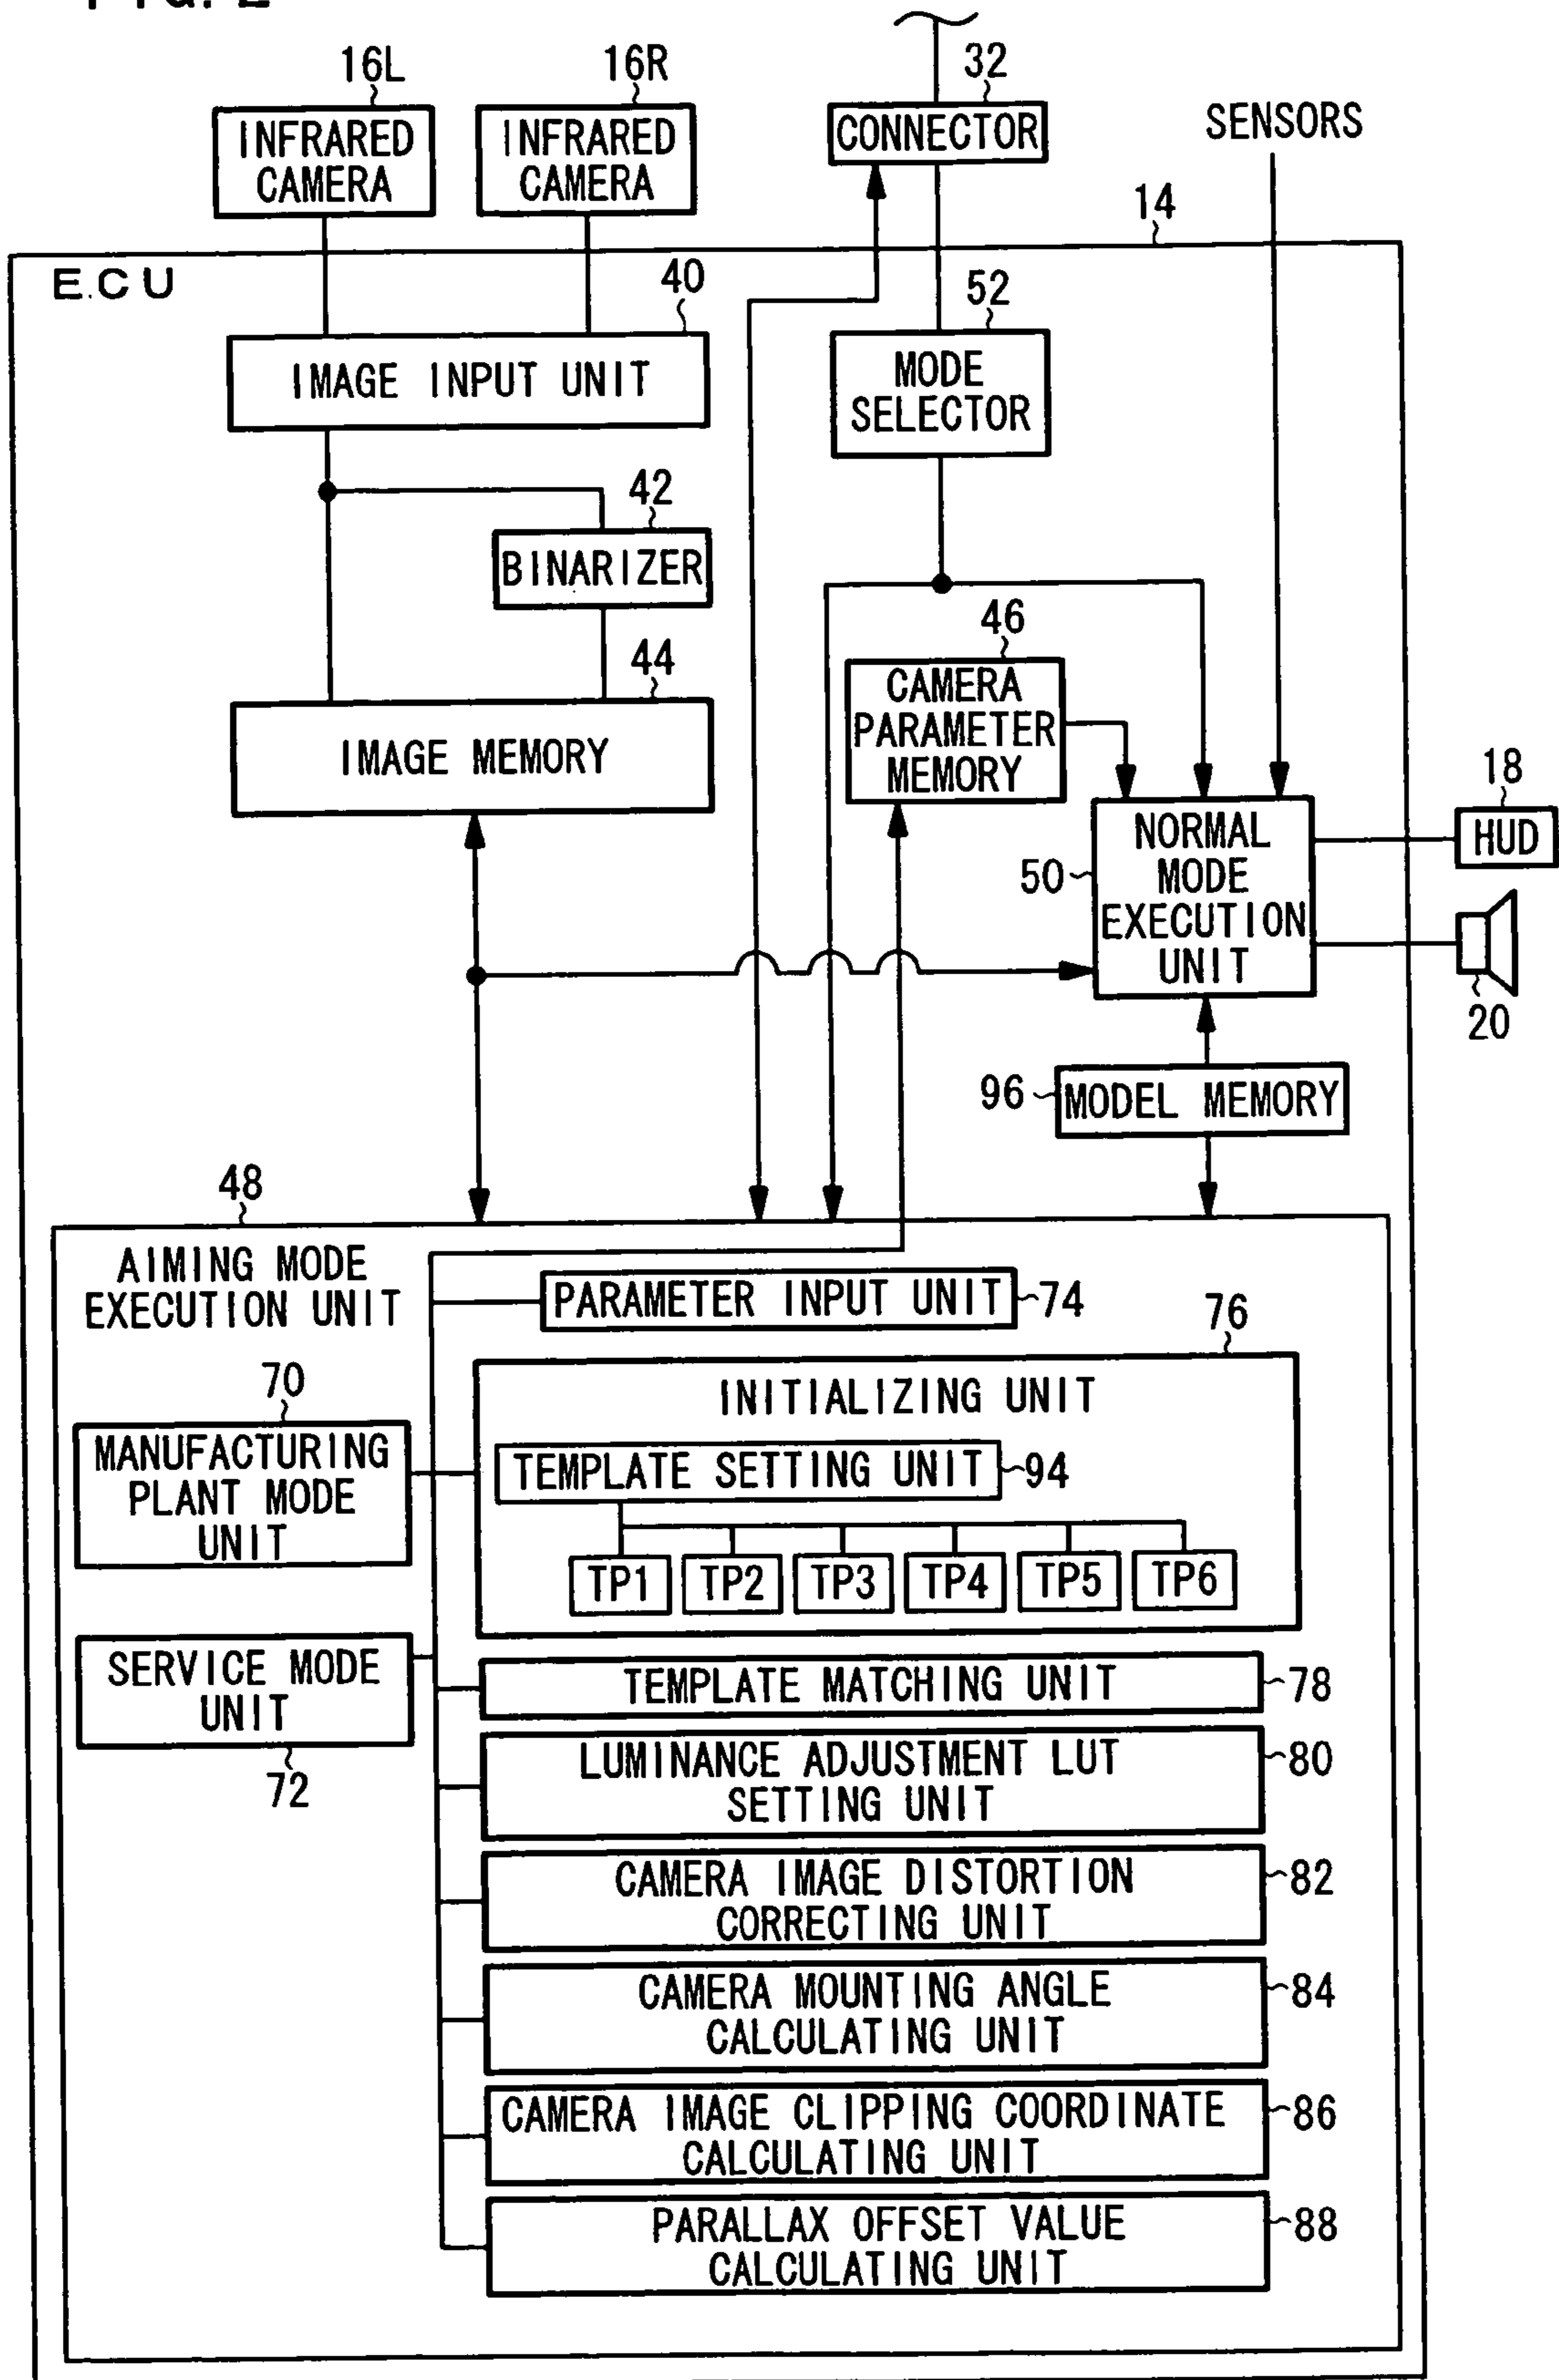 FIG. 2
16L
16R
32
INFRARED
CAMERA
INFRARED
CAMERA
CONNECTOR
SENSORS
14
E.CU
40
52
IMAGE INPUT UNIT
MODE
SELECTOR
42
BINARIZER
46
44
CAMERA
PARAMETER
MEMORY
IMAGE MEMORY
18
HUD
NORMAL
MODE
EXECUTION
UNIT
50
20
96
MODEL MEMORY
48
AIMING MODE
EXECUTION UNIT
PARAMETER INPUT UNIT
74
76
70
INITIALIZING UNIT
MANUFACTURING
PLANT MODE
UNIT
TEMPLATE SETTING UNIT
94
TP1
TP2
TP3
TP4
TP5
TP6
SERVICE MODE
UNIT
72
TEMPLATE MATCHING UNIT
78
LUMINANCE ADJUSTMENT LUT
SETTING UNIT
80
CAMERA IMAGE DISTORTION
CORRECTING UNIT
82
CAMERA MOUNTING ANGLE
CALCULATING UNIT
84
CAMERA IMAGE CLIPPING COORDINATE
CALCULATING UNIT
86
PARALLAX OFFSET VALUE
CALCULATING UNIT
88